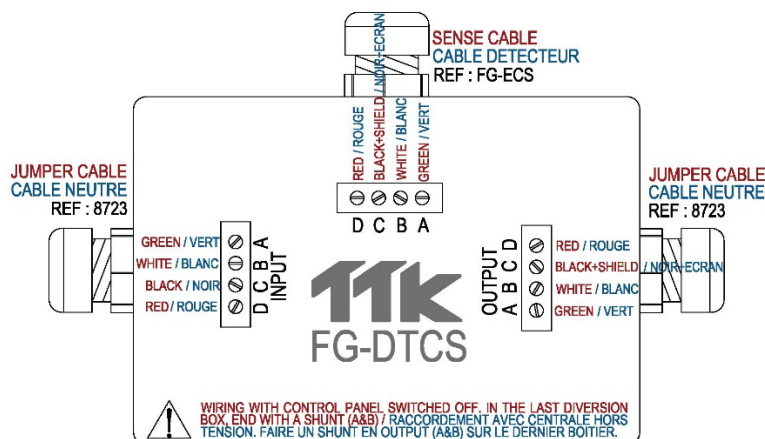 SENSE CABLE
CABLE DETECTEUR
REF : FG-ECS
RED / ROUGE
BLACK+SHIELD / NOIR+ECRAN
WHITE / BLANC
GREEN / VERT
D C B A
JUMPER CABLE
CABLE NEUTRE
REF : 8723
GREEN / VERT
WHITE / BLANC
BLACK / NOIR
RED/ ROUGE
A
B
C
D
INPUT
TTK
FG-DTCS
OUTPUT
D
C
B
A
RED / ROUGE
BLACK+SHIELD / NOIR+ECRAN
WHITE / BLANC
GREEN / VERT
JUMPER CABLE
CABLE NEUTRE
REF : 8723
WIRING WITH CONTROL PANEL SWITCHED OFF. IN THE LAST DIVERSION
BOX, END WITH A SHUNT (A&B) / RACCORDEMENT AVEC CENTRALE HORS
TENSION. FAIRE UN SHUNT EN OUTPUT (A&B) SUR LE DERNIER BOITIER.